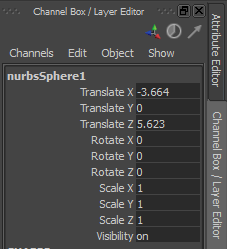 Channel Box / Layer Editor
Channels Edit Object Show
nurbsSphere1
Translate X -3.664
Translate Y 0
Translate Z 5.623
Rotate X 0
Rotate Y 0
Rotate Z 0
Scale X 1
Scale Y 1
Scale Z 1
Visibility on
Attribute Editor
Channel Box / Layer Editor